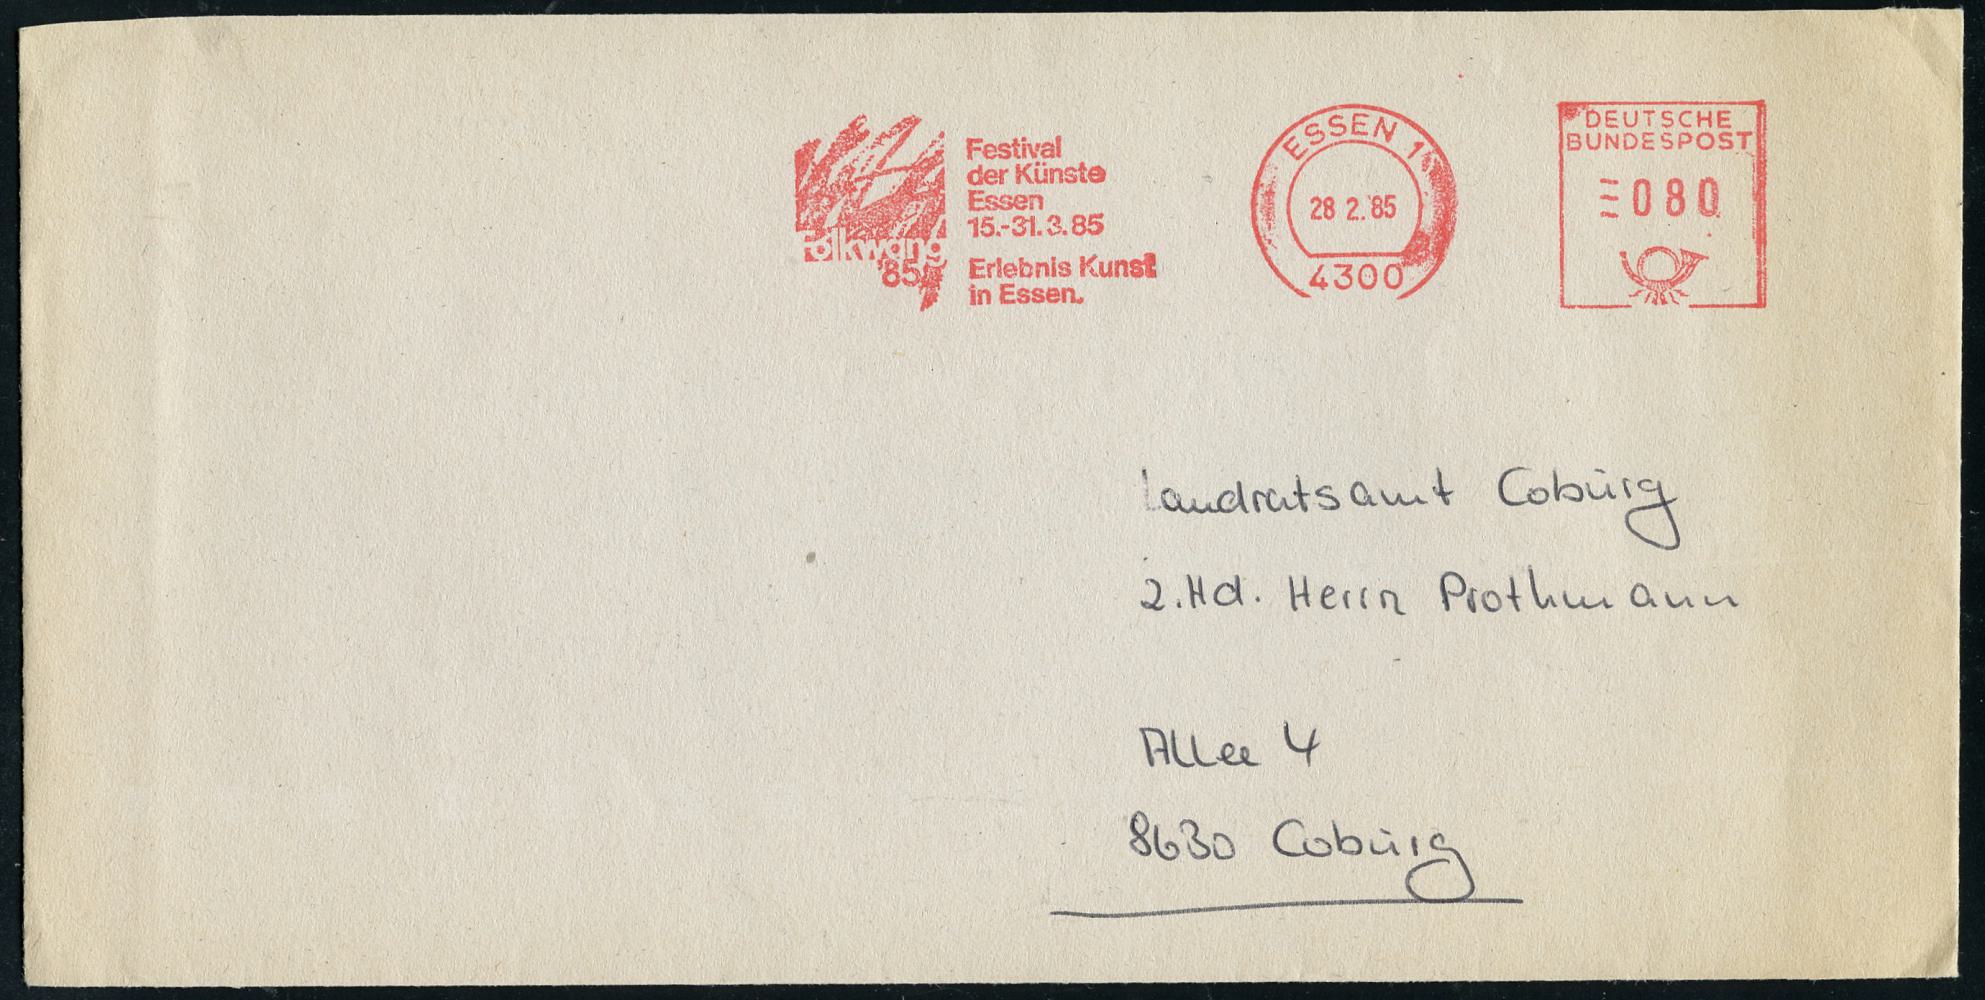 Folkwang
'85
Festival
der Künste
Essen
15.-31.3.85
Erlebnis Kunst
in Essen.
ESSEN 1
28 2.85
4300
DEUTSCHE
BUNDESPOST
080
Landratsamt Coburg
z.Hd. Herrn Prothmann
Allee 4
8630 Coburg